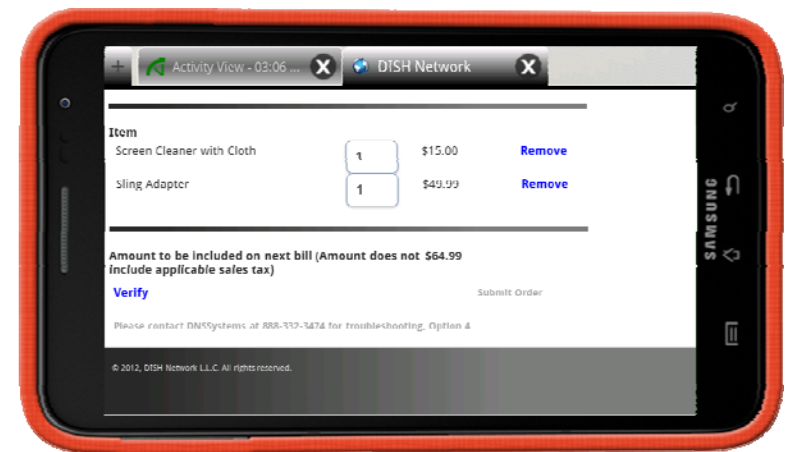 + Activity View - 03:06 ... X DISH Network X
Item
Screen Cleaner with Cloth 1 $15.00 Remove
Sling Adapter 1 $49.99 Remove
Amount to be included on next bill (Amount does not $64.99
include applicable sales tax)
Verify Submit Order
Please contact DNSSystems at 888-332-3474 for troubleshooting. Option 4
© 2012, DISH Network L.L.C. All rights reserved.
SAMSUNG